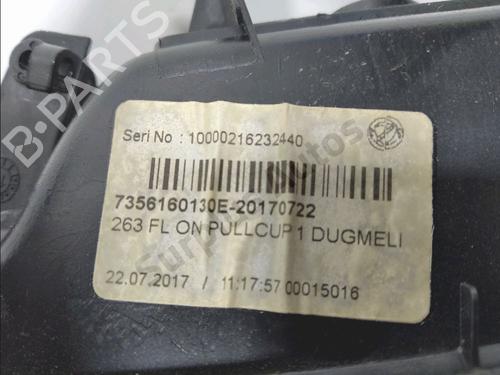 B-PARTS
Seri No : 10000216232440
7356160130E-20170722
263 FL ON PULLCUP 1 DUGMELI
22.07.2017 / 11:17:57 00015016